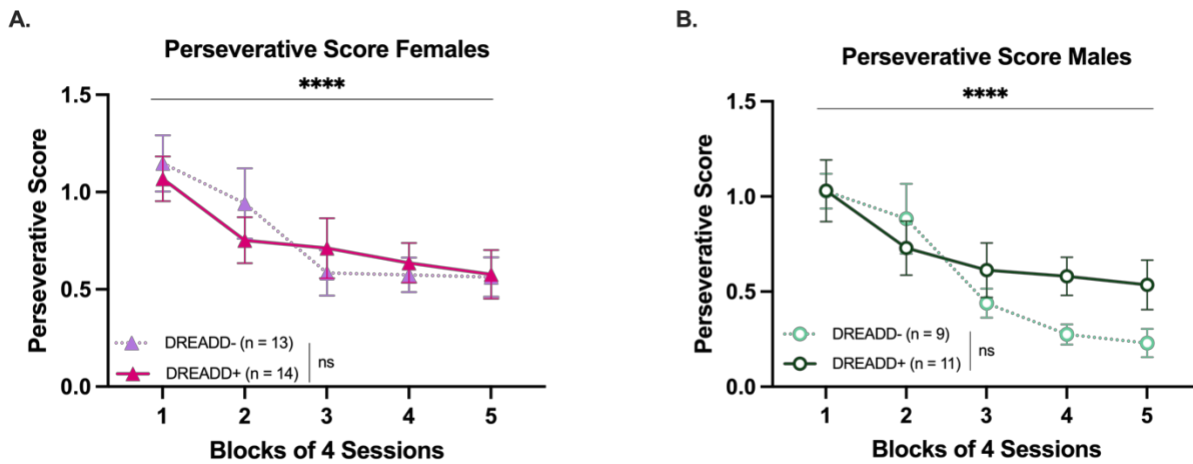 A.
Perseverative Score Females
****
Perseverative Score
1.5
1.0
0.5
0.0
DREADD- (n = 13)
DREADD+ (n = 14)
ns
1 2 3 4 5
Blocks of 4 Sessions
B.
Perseverative Score Males
****
Perseverative Score
1.5
1.0
0.5
0.0
DREADD- (n = 9)
DREADD+ (n = 11)
ns
1 2 3 4 5
Blocks of 4 Sessions